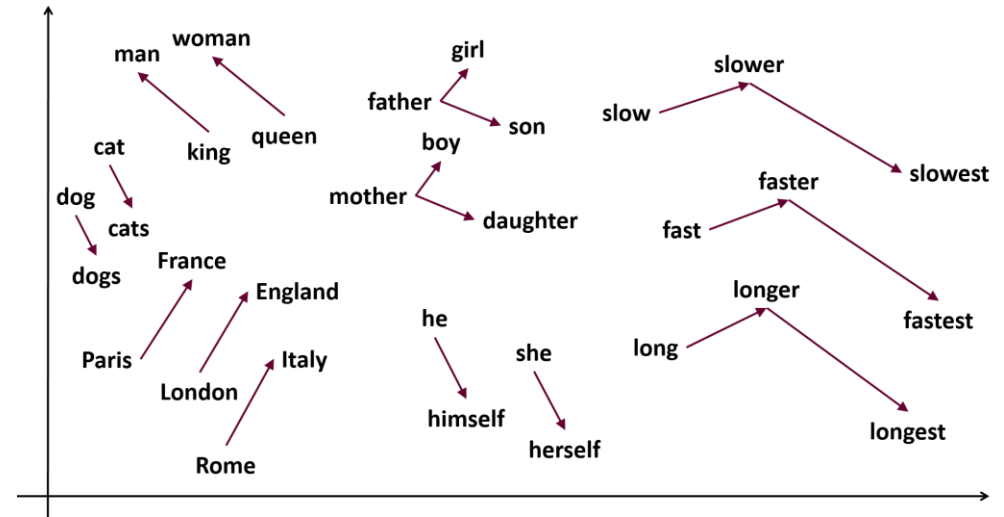 man
woman
king
queen
cat
cats
dog
dogs
France
Paris
England
London
Italy
Rome
girl
father
son
boy
mother
daughter
he
himself
she
herself
slower
slow
slowest
faster
fast
fastest
longer
long
longest